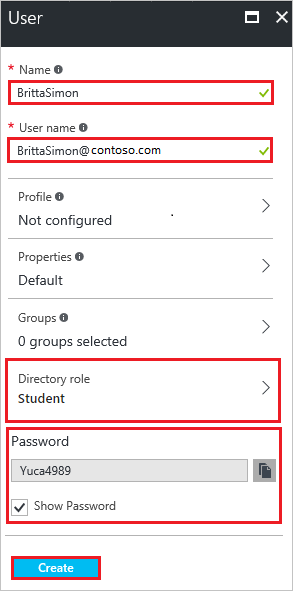 User
* Name
BrittaSimon
* User name
BrittaSimon@contoso.com
Profile
Not configured
Properties
Default
Groups
0 groups selected
Directory role
Student
Password
Yuca4989
Show Password
Create